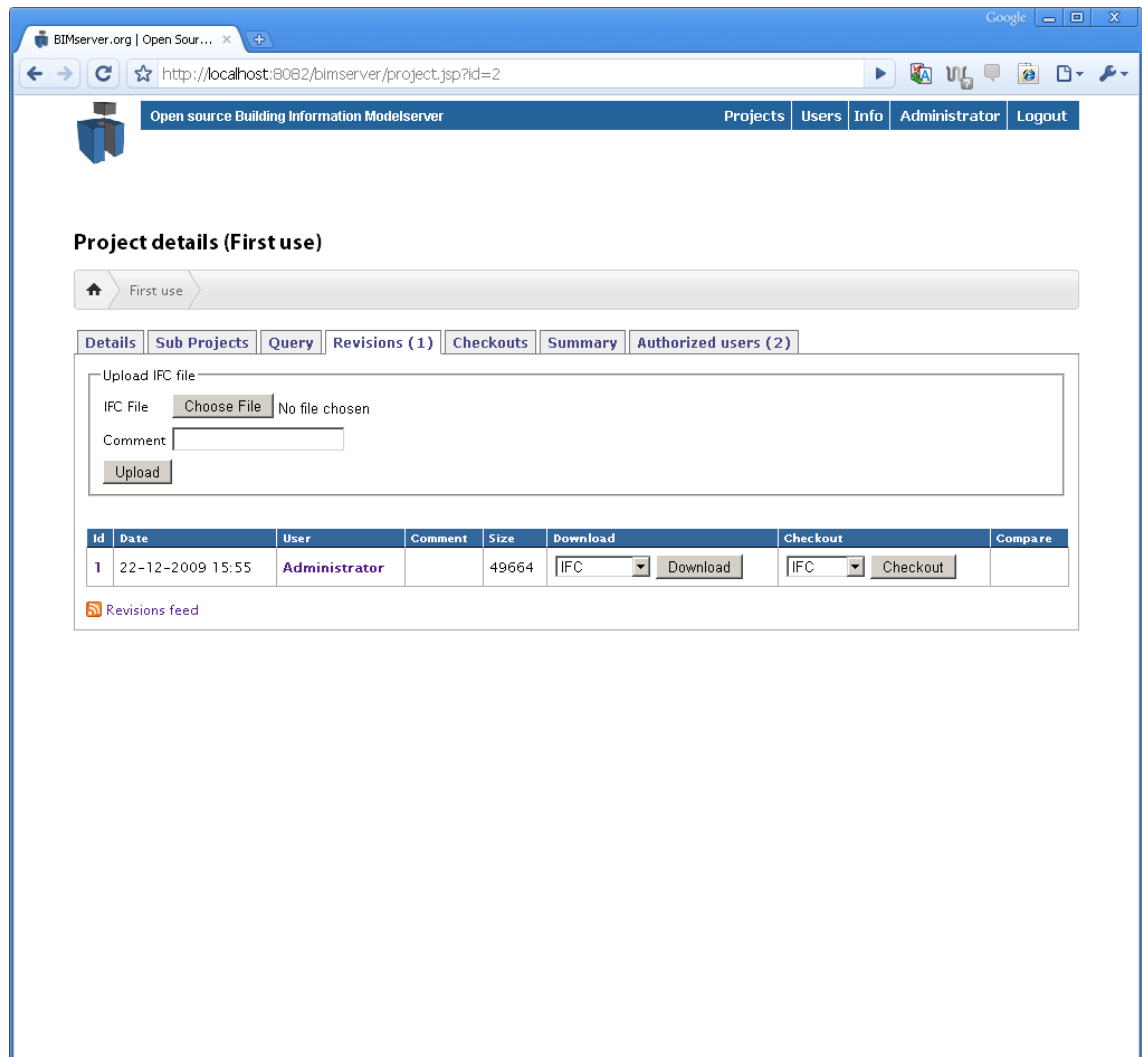 Google
BIMserver.org | Open Sour...
http://localhost:8082/bimserver/project.jsp?id=2
Open source Building Information Modelserver Projects Users Info Administrator Logout
Project details (First use)
First use
Details Sub Projects Query Revisions (1) Checkouts Summary Authorized users (2)
Upload IFC file
IFC File Choose File No file chosen
Comment
Upload
Id Date User Comment Size Download Checkout Compare
1 22-12-2009 15:55 Administrator 49664 IFC Download IFC Checkout
Revisions feed